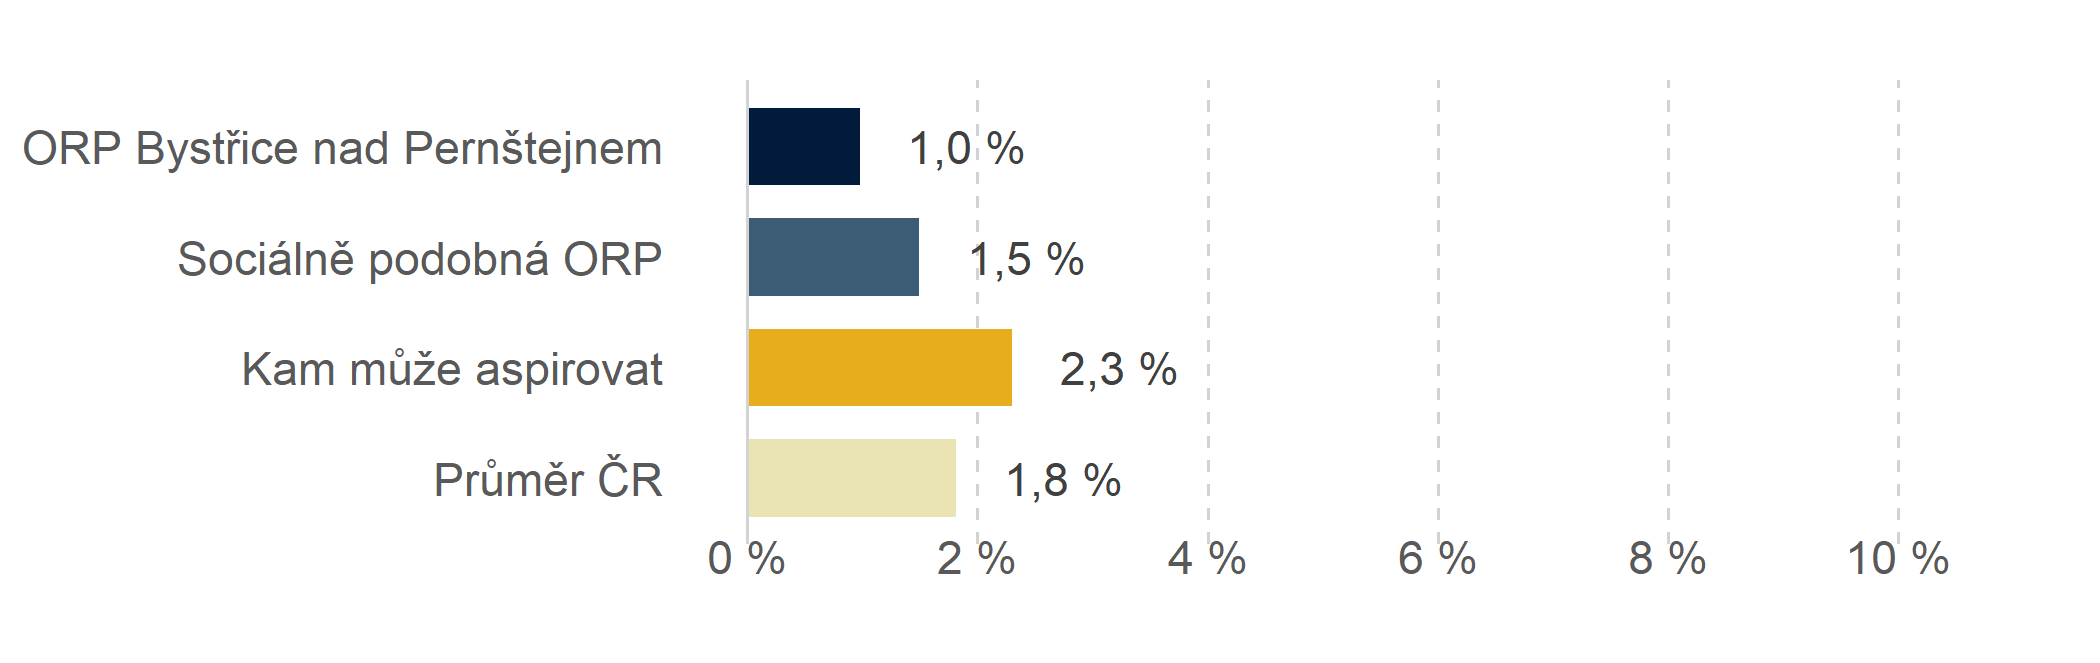 ORP Bystřice nad Pernštejnem 1,0 %
Sociálně podobná ORP 1,5 %
Kam může aspirovat 2,3 %
Průměr ČR 1,8 %
0 % 2 % 4 % 6 % 8 % 10 %